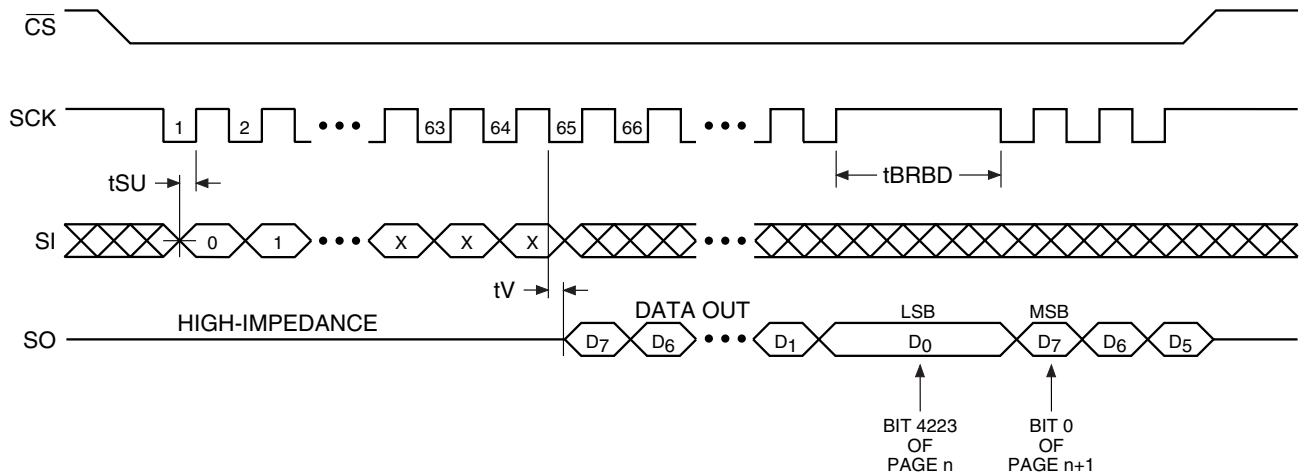 CS
SCK 1 2 ••• 63 64 65 66 •••
tSU tBRBD
SI 0 1 ••• X X X •••
tV
HIGH-IMPEDANCE DATA OUT LSB MSB
SO D7 D6 ••• D1 D0 D7 D6 D5
BIT 4223
OF
PAGE n
BIT 0
OF
PAGE n+1